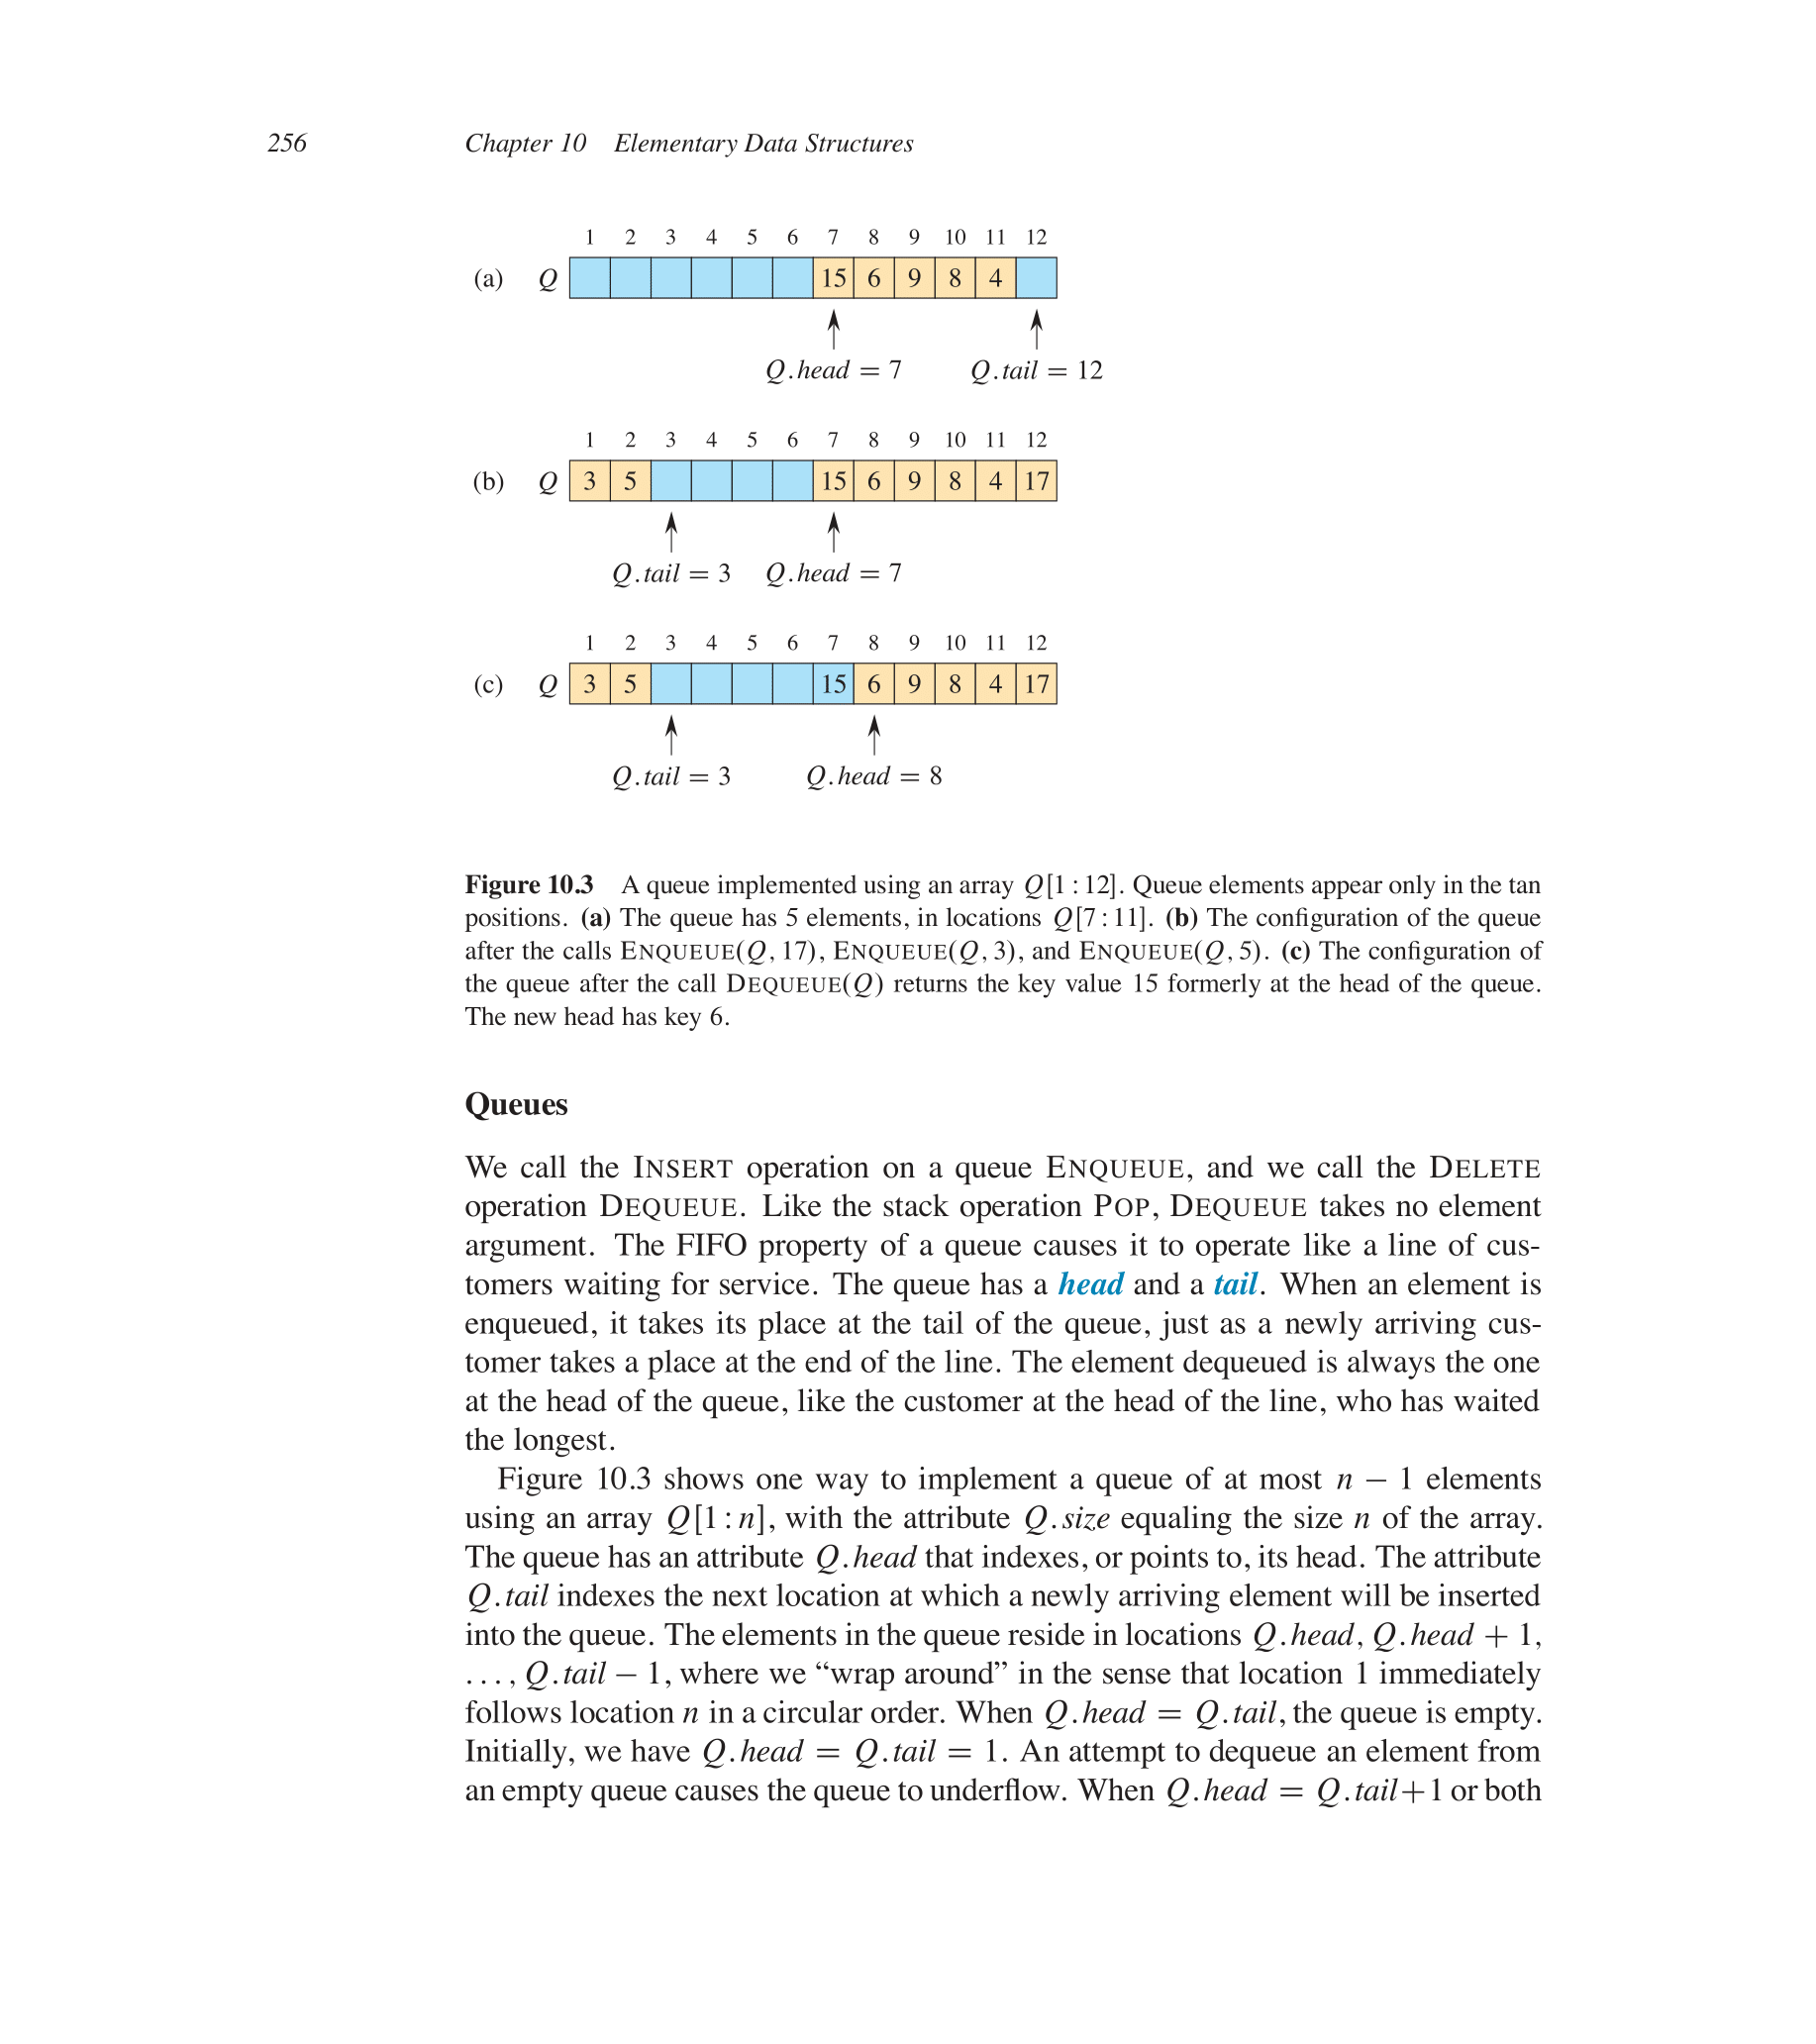 256 Chapter 10 Elementary Data Structures
1 2 3 4 5 6 7 8 9 10 11 12
(a) Q 15 6 9 8 4
Q.head = 7 Q.tail = 12
1 2 3 4 5 6 7 8 9 10 11 12
(b) Q 3 5 15 6 9 8 4 17
Q.tail = 3 Q.head = 7
1 2 3 4 5 6 7 8 9 10 11 12
(c) Q 3 5 15 6 9 8 4 17
Q.tail = 3 Q.head = 8
Figure 10.3 A queue implemented using an array Q[1:12]. Queue elements appear only in the tan
positions. (a) The queue has 5 elements, in locations Q[7:11]. (b) The configuration of the queue
after the calls ENQUEUE(Q, 17), ENQUEUE(Q, 3), and ENQUEUE(Q, 5). (c) The configuration of
the queue after the call DEQUEUE(Q) returns the key value 15 formerly at the head of the queue.
The new head has key 6.
Queues
We call the INSERT operation on a queue ENQUEUE, and we call the DELETE
operation DEQUEUE. Like the stack operation POP, DEQUEUE takes no element
argument. The FIFO property of a queue causes it to operate like a line of cus-
tomers waiting for service. The queue has a head and a tail. When an element is
enqueued, it takes its place at the tail of the queue, just as a newly arriving cus-
tomer takes a place at the end of the line. The element dequeued is always the one
at the head of the queue, like the customer at the head of the line, who has waited
the longest.
Figure 10.3 shows one way to implement a queue of at most n − 1 elements
using an array Q[1:n], with the attribute Q.size equaling the size n of the array.
The queue has an attribute Q.head that indexes, or points to, its head. The attribute
Q.tail indexes the next location at which a newly arriving element will be inserted
into the queue. The elements in the queue reside in locations Q.head, Q.head + 1,
..., Q.tail − 1, where we “wrap around” in the sense that location 1 immediately
follows location n in a circular order. When Q.head = Q.tail, the queue is empty.
Initially, we have Q.head = Q.tail = 1. An attempt to dequeue an element from
an empty queue causes the queue to underflow. When Q.head = Q.tail+1 or both